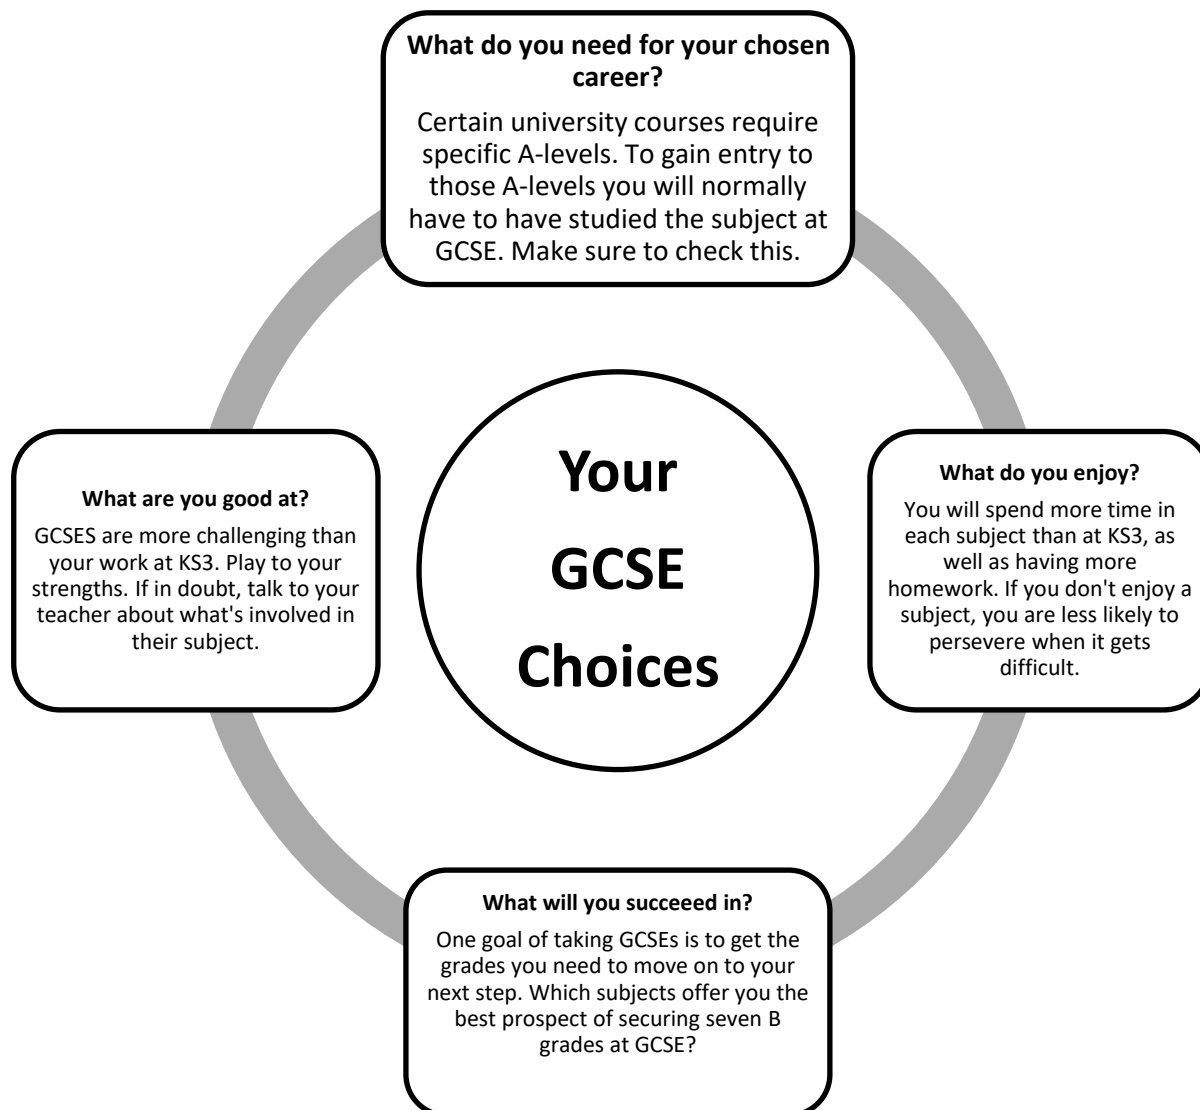 What do you need for your chosen
career?
Certain university courses require
specific A-levels. To gain entry to
those A-levels you will normally
have to have studied the subject at
GCSE. Make sure to check this.
What are you good at?
GCSES are more challenging than
your work at KS3. Play to your
strengths. If in doubt, talk to your
teacher about what's involved in
their subject.
Your
GCSE
Choices
What do you enjoy?
You will spend more time in
each subject than at KS3, as
well as having more
homework. If you don't enjoy a
subject, you are less likely to
persevere when it gets
difficult.
What will you succeeed in?
One goal of taking GCSEs is to get the
grades you need to move on to your
next step. Which subjects offer you the
best prospect of securing seven B
grades at GCSE?